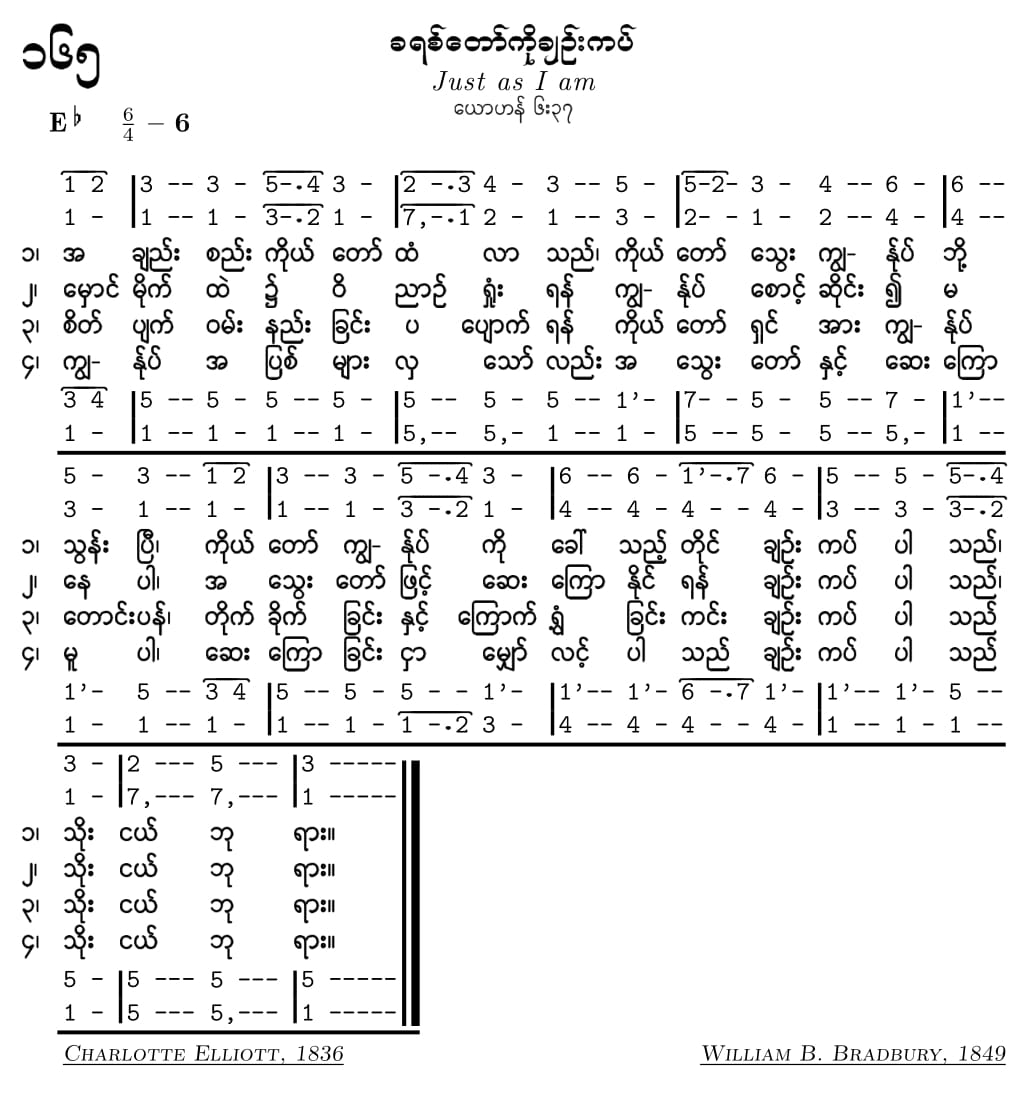 ၁၆၅
ခရစ်တော်ကိုချဉ်းကပ်
Just as I am
ယောဟန် ၆း၃၇
E♭ 6/4 – 6
1 2 |3 -- 3 - 5-.4 3 - |2 -.3 4 - 3 -- 5 - |5-2- 3 - 4 -- 6 - |6 --
1 - |1 -- 1 - 3-.2 1 - |7,-.1 2 - 1 -- 3 - |2- - 1 - 2 -- 4 - |4 --
၁၊ အ ချည်း စည်း ကိုယ် တော် ထံ လာ သည်၊ ကိုယ် တော် သွေး ကျွ- န်ုပ် ဘို့
၂၊ မှောင် မိုက် ထဲ ၌ ဝိ ညာဉ် ရှုံး ရန် ကျွ- န်ုပ် စောင့် ဆိုင်း ၍ မ
၃၊ စိတ် ပျက် ဝမ်း နည်း ခြင်း ပ ပျောက် ရန် ကိုယ် တော် ရှင် အား ကျွ- န်ုပ်
၄၊ ကျွ- န်ုပ် အ ပြစ် များ လှ သော် လည်း အ သွေး တော် နှင့် ဆေး ကြော
3 4 |5 -- 5 - 5 -- 5 - |5 -- 5 - 5 -- 1’- |7- - 5 - 5 -- 7 - |1’--
1 - |1 -- 1 - 1 -- 1 - |5,-- 5,- 1 -- 1 - |5 -- 5 - 5 -- 5,- |1 --
5 - 3 -- 1 2 |3 -- 3 - 5 -.4 3 - |6 -- 6 - 1’-.7 6 - |5 -- 5 - 5-.4
3 - 1 -- 1 - |1 -- 1 - 3 -.2 1 - |4 -- 4 - 4 - - 4 - |3 -- 3 - 3-.2
၁၊ သွန်း ပြီ၊ ကိုယ် တော် ကျွ- န်ုပ် ကို ခေါ် သည့် တိုင် ချဉ်း ကပ် ပါ သည်၊
၂၊ နေ ပါ၊ အ သွေး တော် ဖြင့် ဆေး ကြော နိုင် ရန် ချဉ်း ကပ် ပါ သည်၊
၃၊ တောင်းပန်၊ တိုက် ခိုက် ခြင်း နှင့် ကြောက် ရွှံ ခြင်း ကင်း ချဉ်း ကပ် ပါ သည်
၄၊ မူ ပါ၊ ဆေး ကြော ခြင်း ငှာ မျှော် လင့် ပါ သည် ချဉ်း ကပ် ပါ သည်
1’- 5 -- 3 4 |5 -- 5 - 5 - - 1’- |1’-- 1’- 6 -.7 1’- |1’-- 1’- 5 --
1 - 1 -- 1 - |1 -- 1 - 1 -.2 3 - |4 -- 4 - 4 - - 4 - |1 -- 1 - 1 --
3 - |2 --- 5 --- |3 -----
1 - |7,--- 7,--- |1 -----
၁၊ သိုး ငယ် ဘု ရား။
၂၊ သိုး ငယ် ဘု ရား။
၃၊ သိုး ငယ် ဘု ရား။
၄၊ သိုး ငယ် ဘု ရား။
5 - |5 --- 5 --- |5 -----
1 - |5 --- 5,--- |1 -----
CHARLOTTE ELLIOTT, 1836
WILLIAM B. BRADBURY, 1849